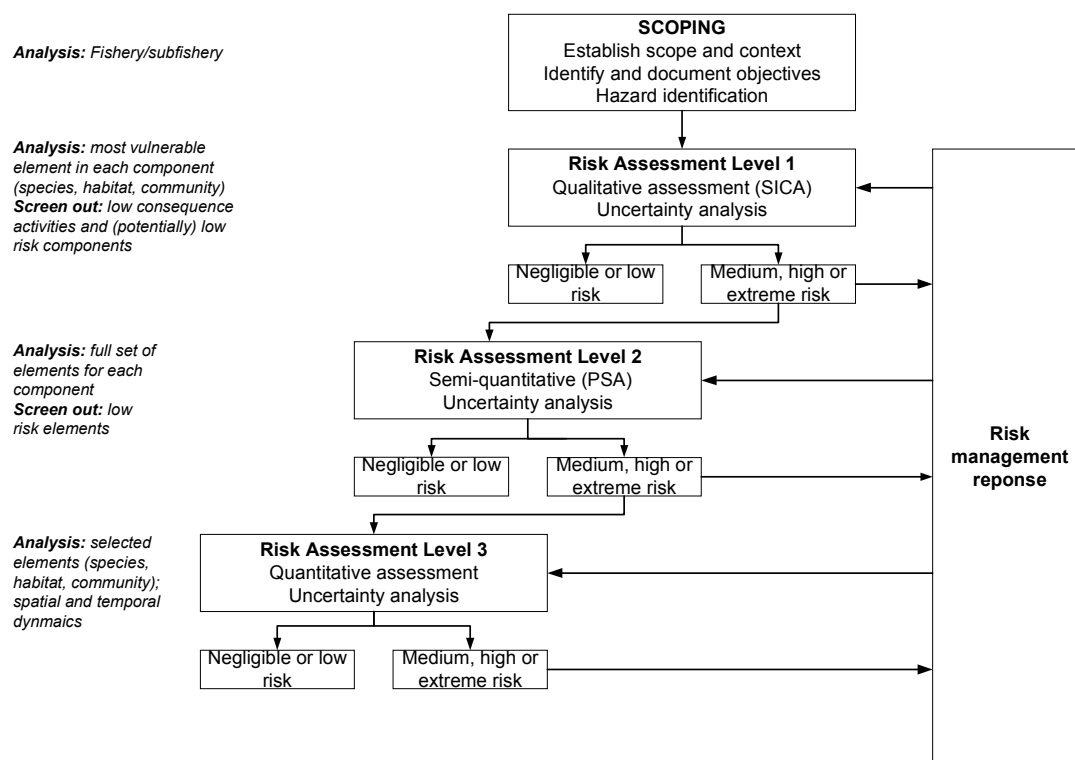 SCOPING
Establish scope and context
Identify and document objectives
Hazard identification
Analysis: Fishery/subfishery
Analysis: most vulnerable
element in each component
(species, habitat, community)
Screen out: low consequence
activities and (potentially) low
risk components
Risk Assessment Level 1
Qualitative assessment (SICA)
Uncertainty analysis
Negligible or low
risk
Medium, high or
extreme risk
Analysis: full set of
elements for each
component
Screen out: low
risk elements
Risk Assessment Level 2
Semi-quantitative (PSA)
Uncertainty analysis
Negligible or low
risk
Medium, high or
extreme risk
Risk
management
reponse
Analysis: selected
elements (species,
habitat, community);
spatial and temporal
dynmaics
Risk Assessment Level 3
Quantitative assessment
Uncertainty analysis
Negligible or low
risk
Medium, high or
extreme risk